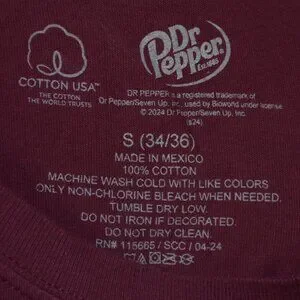 Dr
Pepper
EST. 1885
COTTON USA™
THE COTTON
THE WORLD TRUSTS
DR PEPPER is a registered trademark of
Dr Pepper/Seven Up, Inc., used by Bioworld under license.
© 2024 Dr Pepper/Seven Up, Inc.
(s24)
S (34/36)
MADE IN MEXICO
100% COTTON
MACHINE WASH COLD WITH LIKE COLORS
ONLY NON-CHLORINE BLEACH WHEN NEEDED.
TUMBLE DRY LOW.
DO NOT IRON IF DECORATED.
DO NOT DRY CLEAN.
RN# 115665 / SCC / 04-24